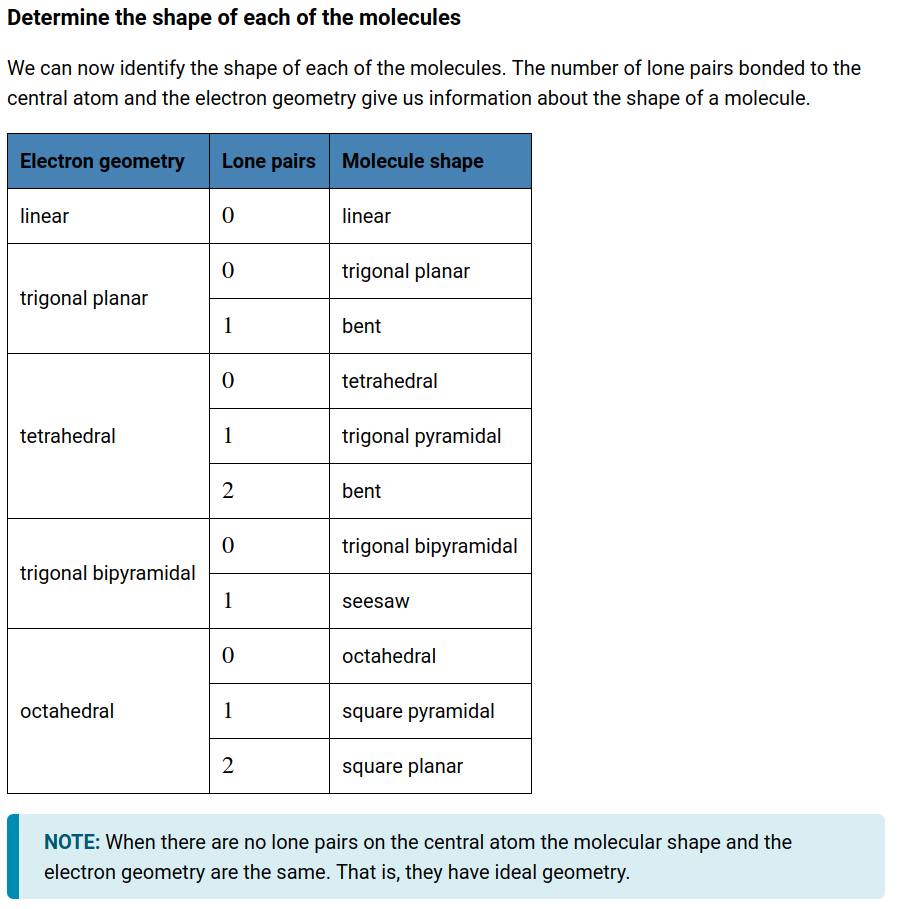 Determine the shape of each of the molecules
We can now identify the shape of each of the molecules. The number of lone pairs bonded to the
central atom and the electron geometry give us information about the shape of a molecule.
Electron geometry Lone pairs Molecule shape
linear 0 linear
trigonal planar 0 trigonal planar
1 bent
tetrahedral 0 tetrahedral
1 trigonal pyramidal
2 bent
trigonal bipyramidal 0 trigonal bipyramidal
1 seesaw
octahedral 0 octahedral
1 square pyramidal
2 square planar
NOTE: When there are no lone pairs on the central atom the molecular shape and the
electron geometry are the same. That is, they have ideal geometry.